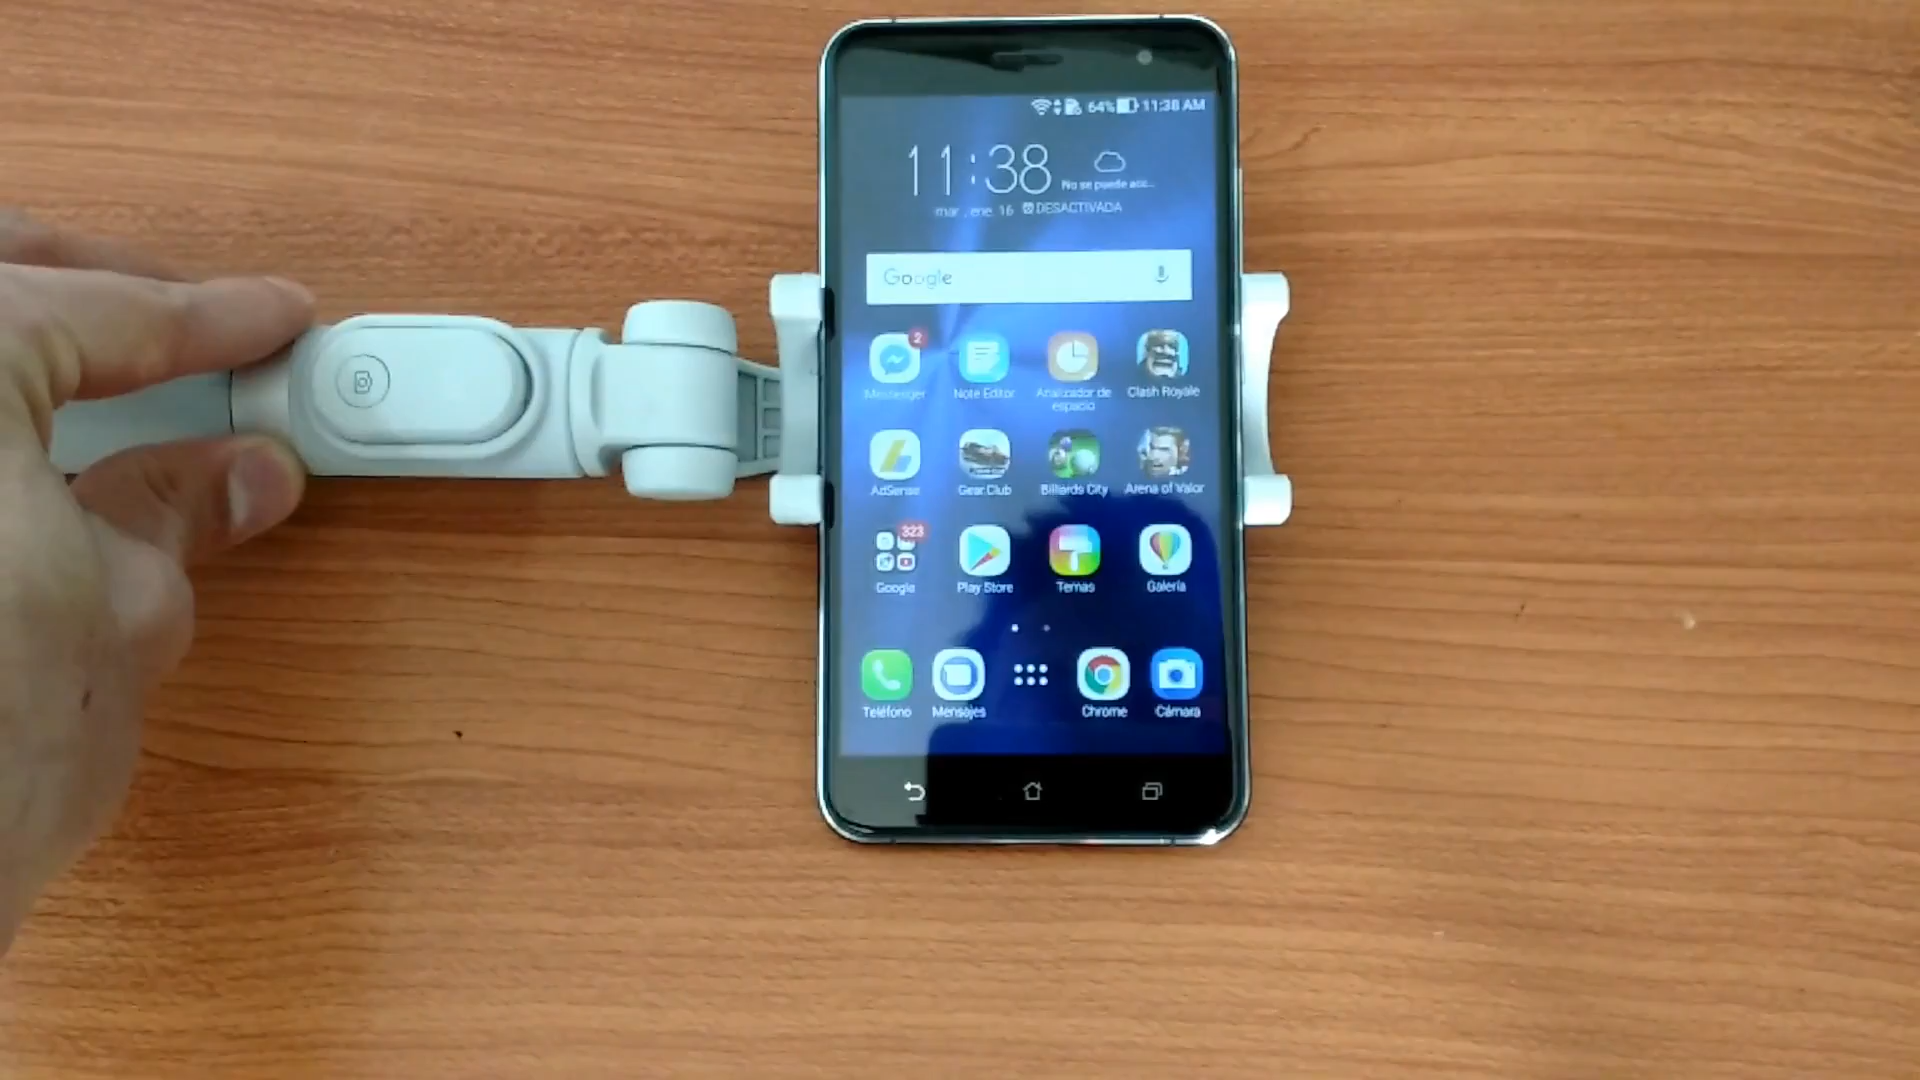 64% 11:38 AM
11:38
No se puede acc...
mar., ene. 16 DESACTIVADA
Google
2
Messenger Note Editor Analizador de espacio Clash Royale
AdSense Gear.Club Billiards City Arena of Valor
323
Google Play Store Temas Galería
Teléfono Mensajes Chrome Cámara